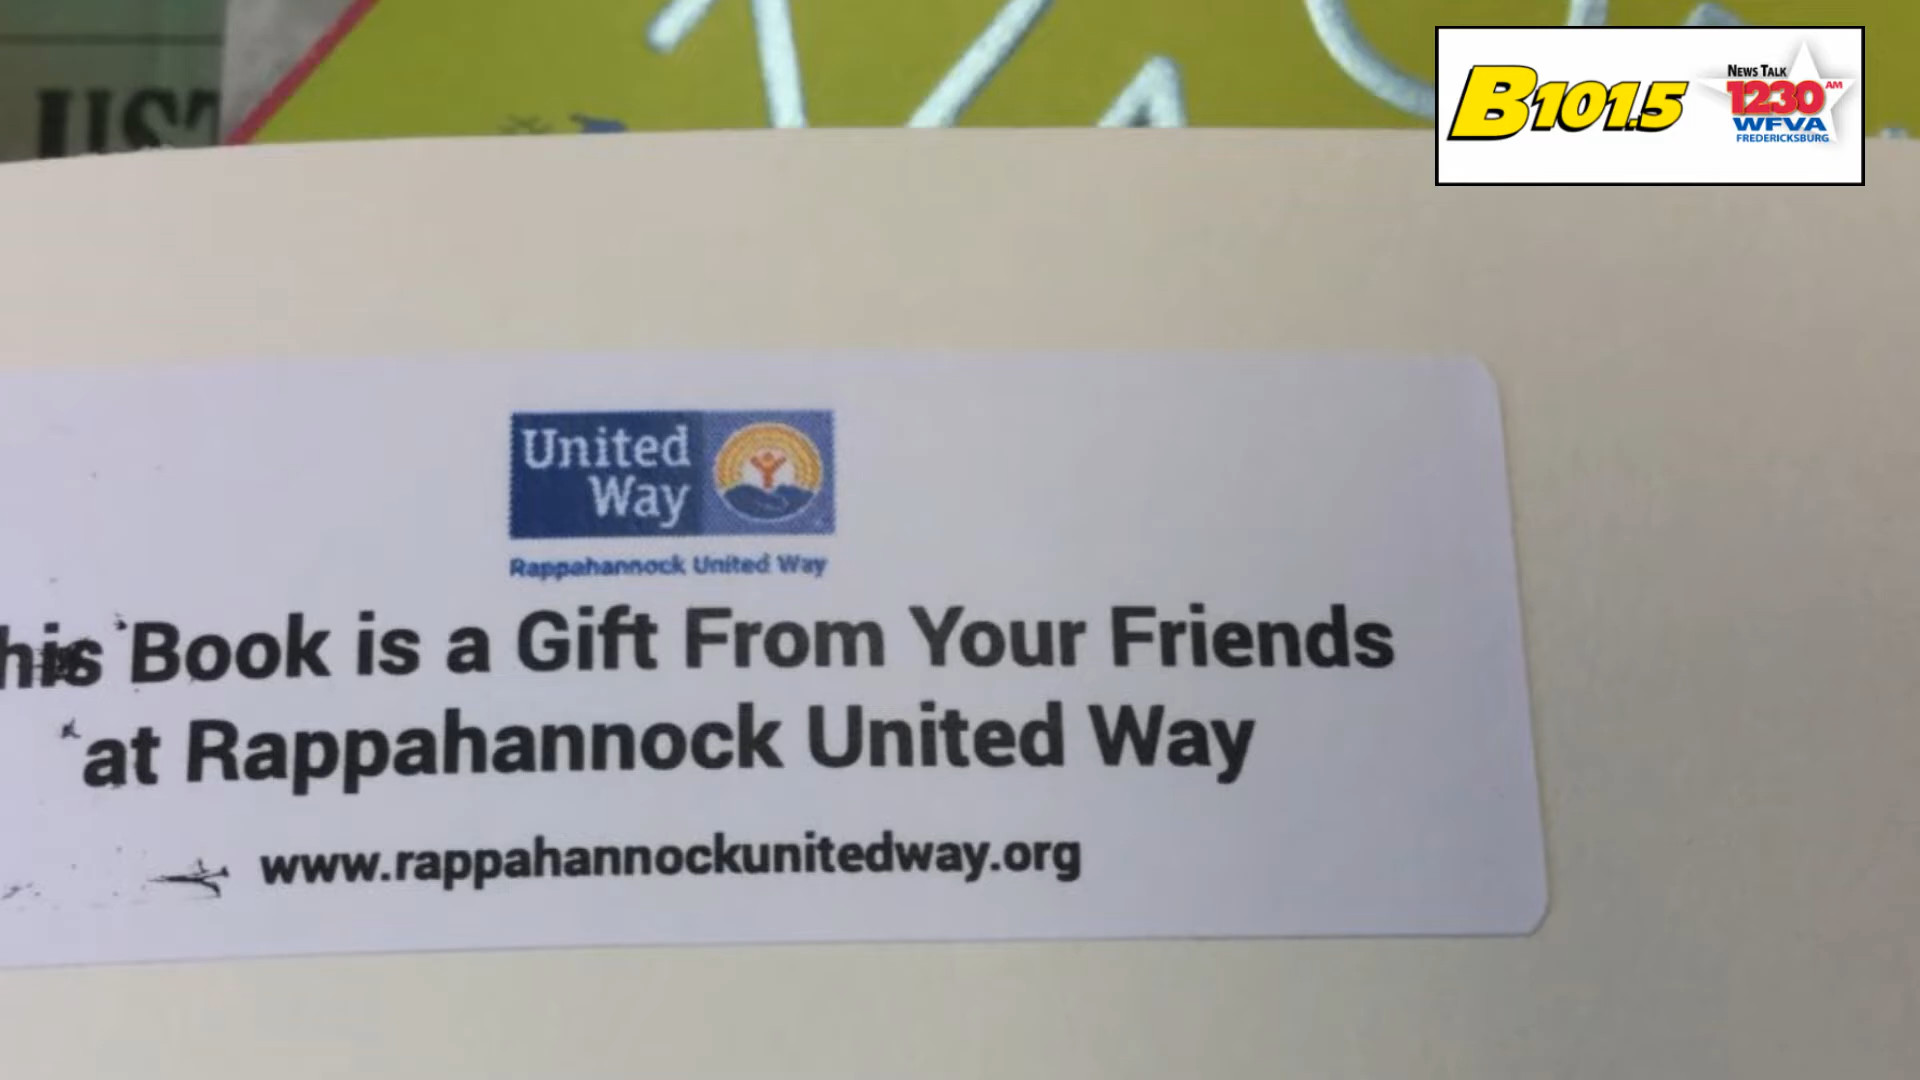 UST
B101.5
NEWS TALK
1230 AM
WFVA
FREDERICKSBURG
United
Way
Rappahannock United Way
his Book is a Gift From Your Friends
at Rappahannock United Way
www.rappahannockunitedway.org